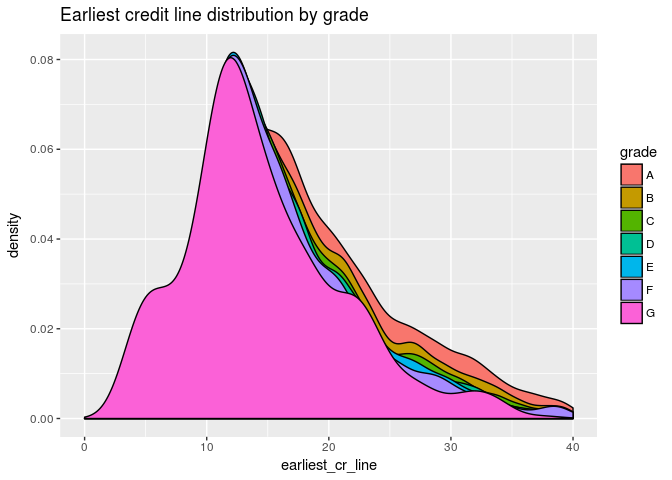 Earliest credit line distribution by grade
density
0.08
0.06
0.04
0.02
0.00
0
10
20
30
40
earliest_cr_line
grade
A
B
C
D
E
F
G